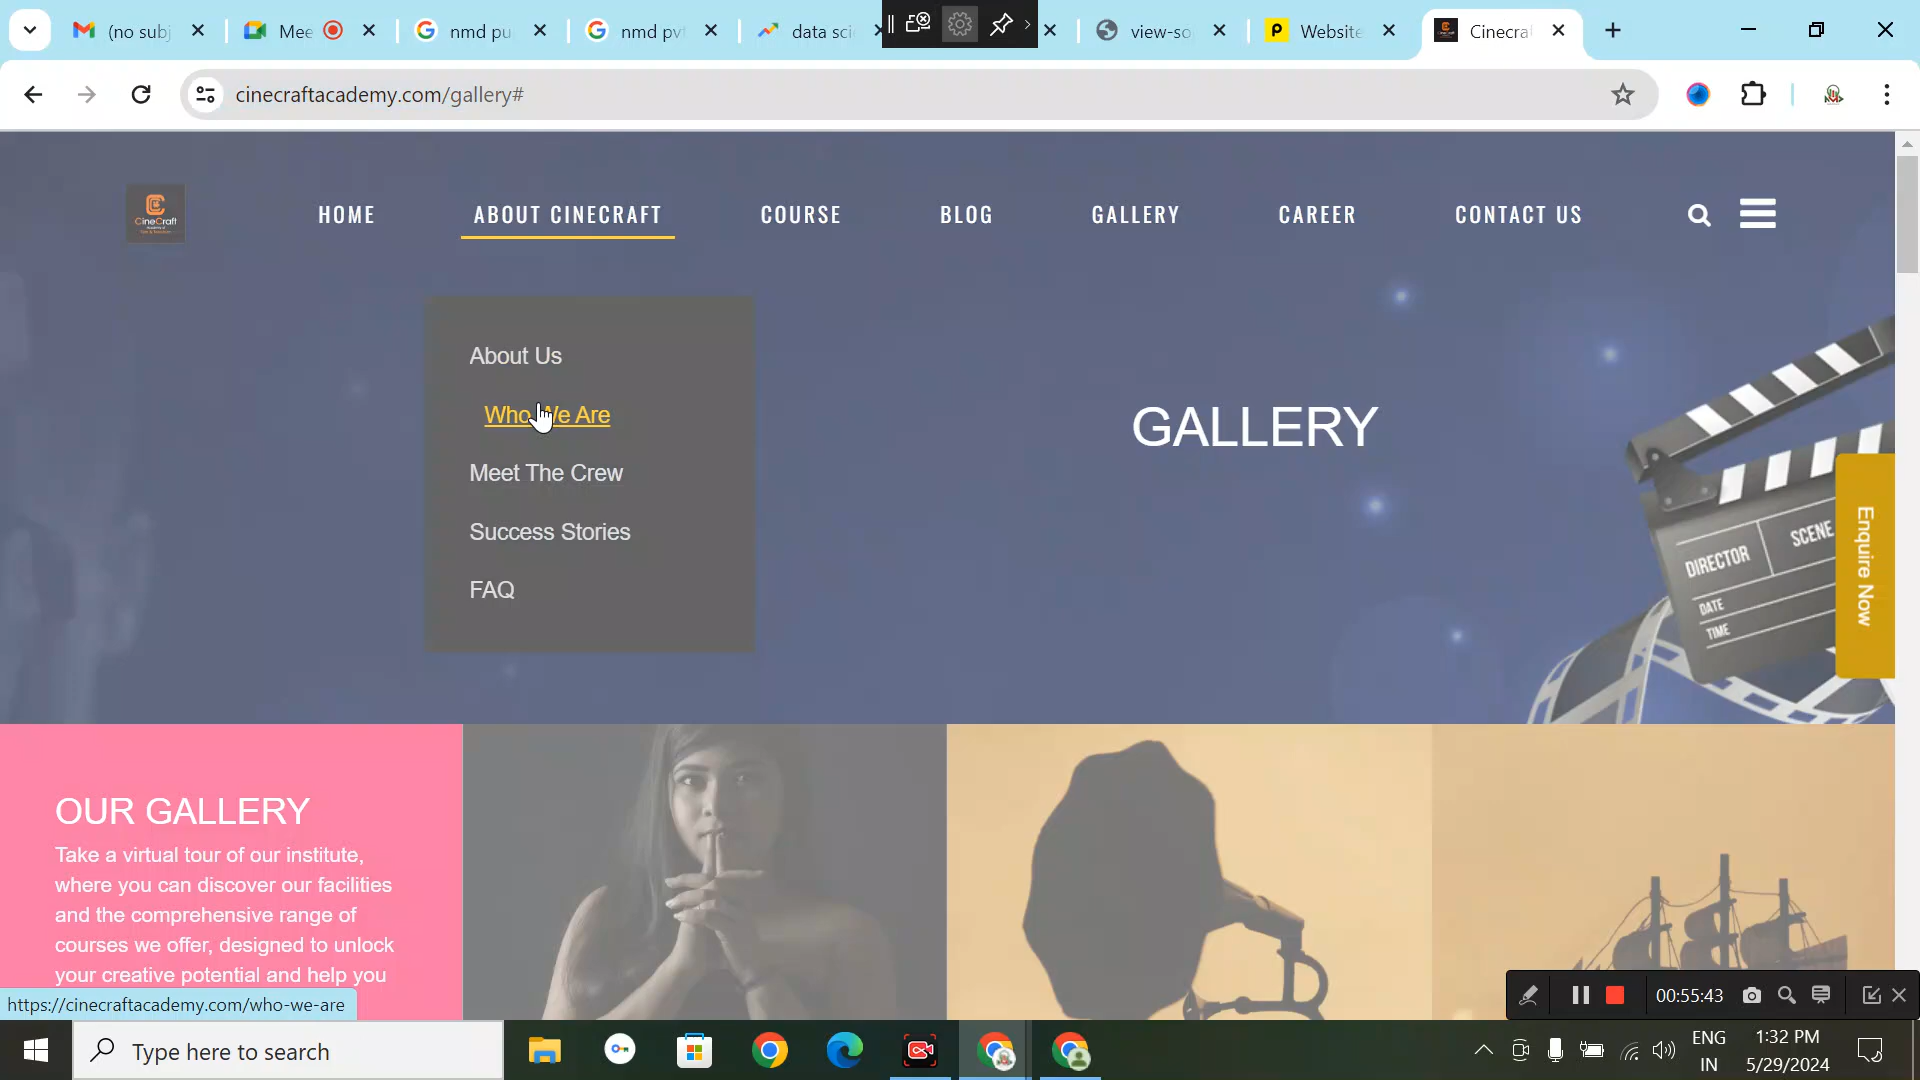 (no subj
Mee
nmd pu
nmd pvt
data sci
view-so
Website
Cinecraf
cinecraftacademy.com/gallery#
CineCraft
HOME
ABOUT CINECRAFT
COURSE
BLOG
GALLERY
CAREER
CONTACT US
About Us
Who We Are
Meet The Crew
Success Stories
FAQ
GALLERY
DIRECTOR
SCENE
DATE
TIME
Enquire Now
OUR GALLERY
Take a virtual tour of our institute,
where you can discover our facilities
and the comprehensive range of
courses we offer, designed to unlock
your creative potential and help you
https://cinecraftacademy.com/who-we-are
00:55:43
Type here to search
ENG
IN
1:32 PM
5/29/2024